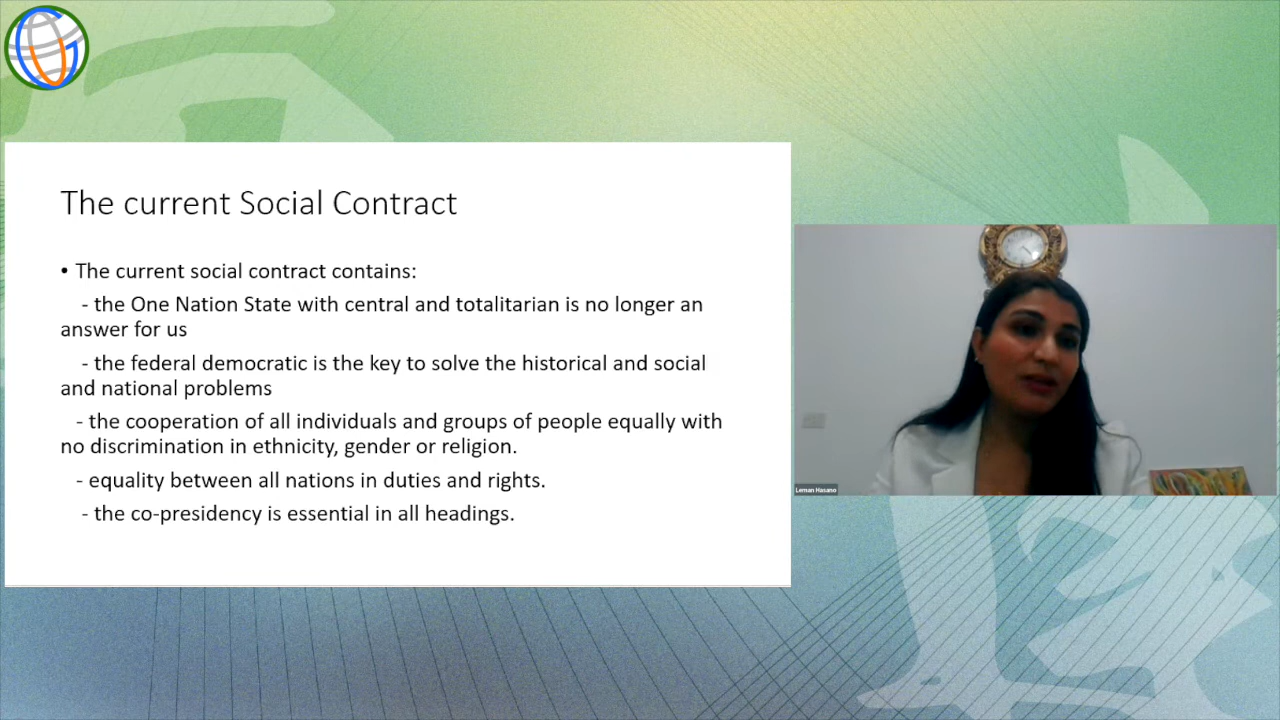 The current Social Contract
• The current social contract contains:
- the One Nation State with central and totalitarian is no longer an
answer for us
- the federal democratic is the key to solve the historical and social
and national problems
- the cooperation of all individuals and groups of people equally with
no discrimination in ethnicity, gender or religion.
- equality between all nations in duties and rights.
- the co-presidency is essential in all headings.
Leman Hasano